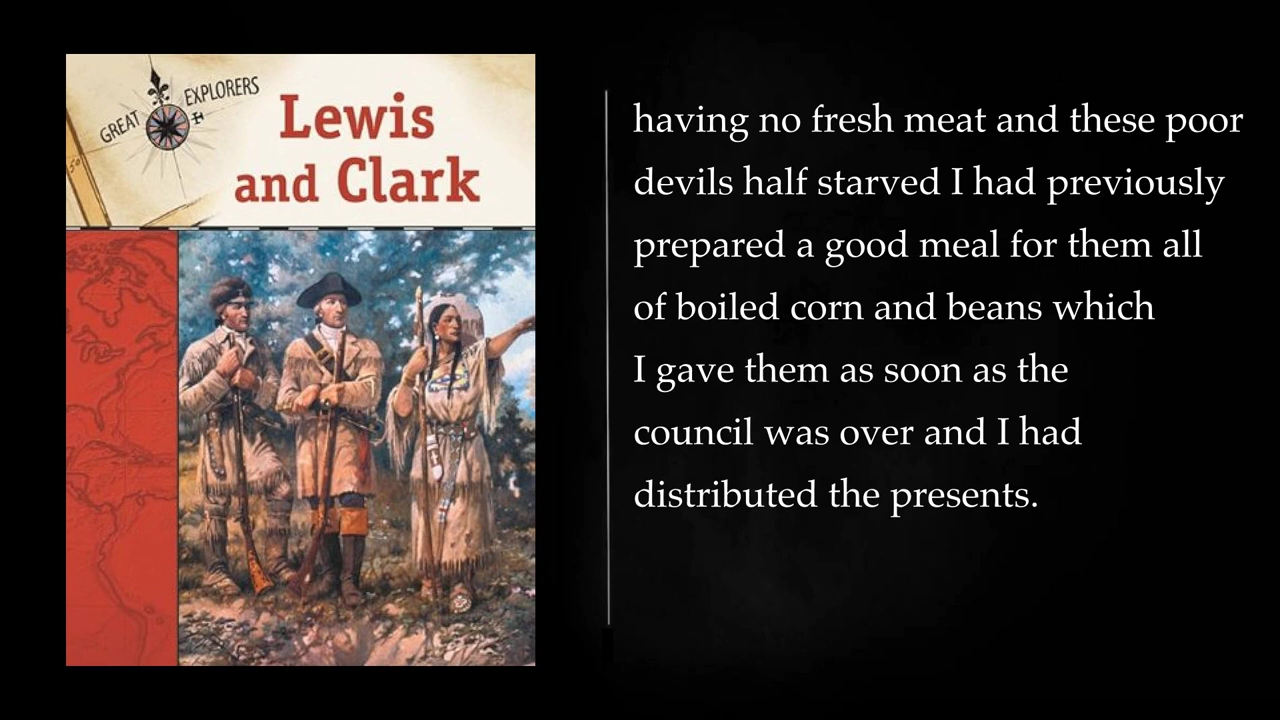 GREAT EXPLORERS
Lewis
and Clark
50
having no fresh meat and these poor
devils half starved I had previously
prepared a good meal for them all
of boiled corn and beans which
I gave them as soon as the
council was over and I had
distributed the presents.